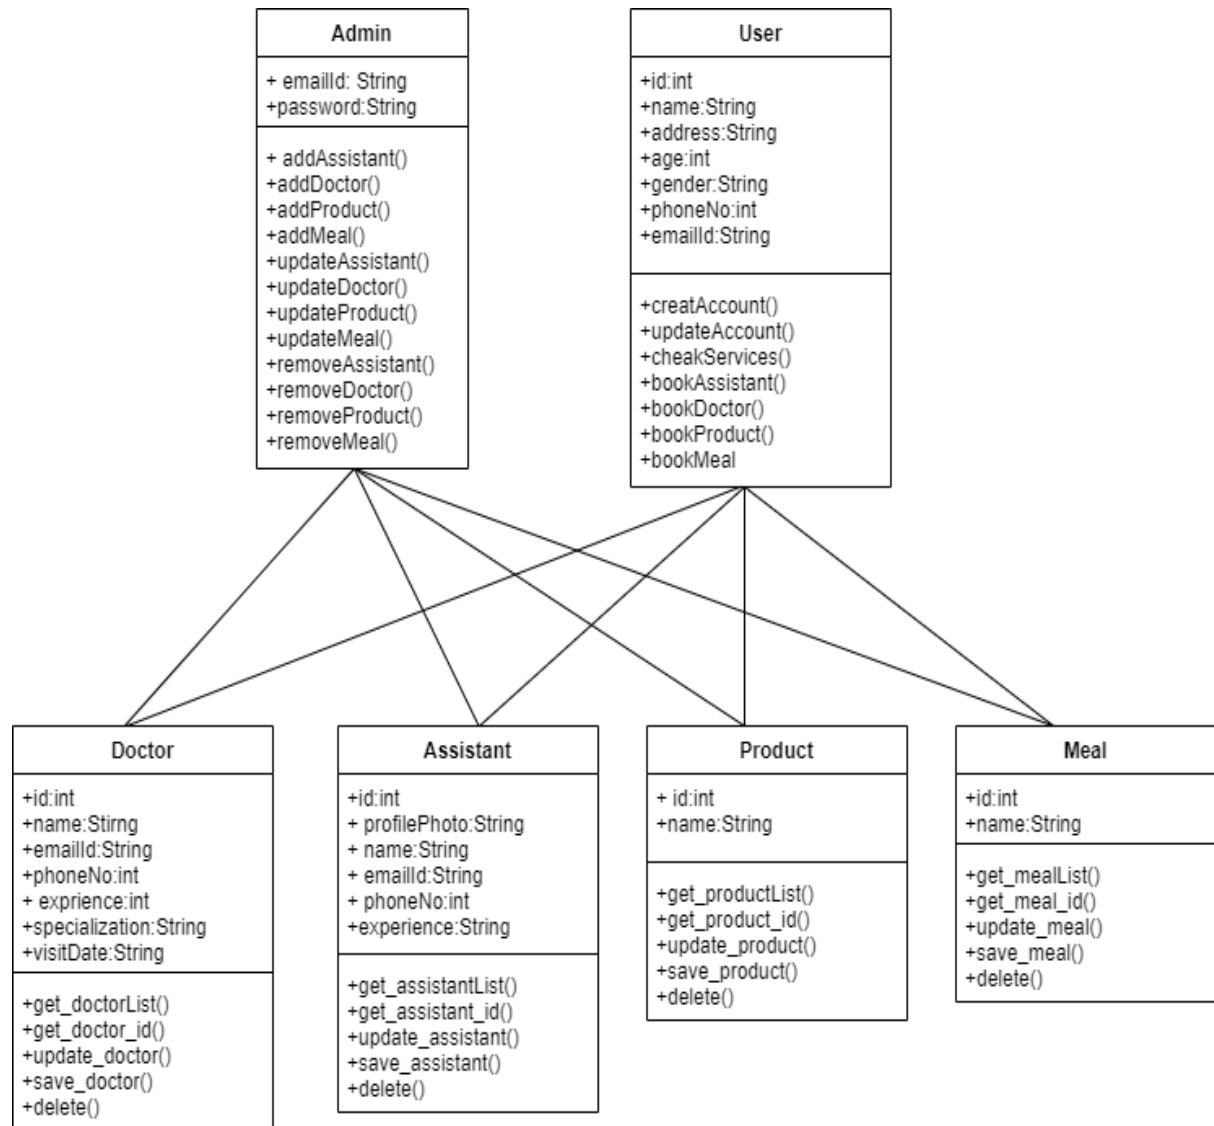 Admin
+ emailId: String
+password:String
+ addAssistant()
+addDoctor()
+addProduct()
+addMeal()
+updateAssistant()
+updateDoctor()
+updateProduct()
+updateMeal()
+removeAssistant()
+removeDoctor()
+removeProduct()
+removeMeal()
User
+id:int
+name:String
+address:String
+age:int
+gender:String
+phoneNo:int
+emailId:String
+creatAccount()
+updateAccount()
+cheakServices()
+bookAssistant()
+bookDoctor()
+bookProduct()
+bookMeal
Doctor
+id:int
+name:Stirng
+emailId:String
+phoneNo:int
+ exprience:int
+specialization:String
+visitDate:String
+get_doctorList()
+get_doctor_id()
+update_doctor()
+save_doctor()
+delete()
Assistant
+id:int
+ profilePhoto:String
+ name:String
+ emailId:String
+ phoneNo:int
+experience:String
+get_assistantList()
+get_assistant_id()
+update_assistant()
+save_assistant()
+delete()
Product
+ id:int
+name:String
+get_productList()
+get_product_id()
+update_product()
+save_product()
+delete()
Meal
+id:int
+name:String
+get_mealList()
+get_meal_id()
+update_meal()
+save_meal()
+delete()